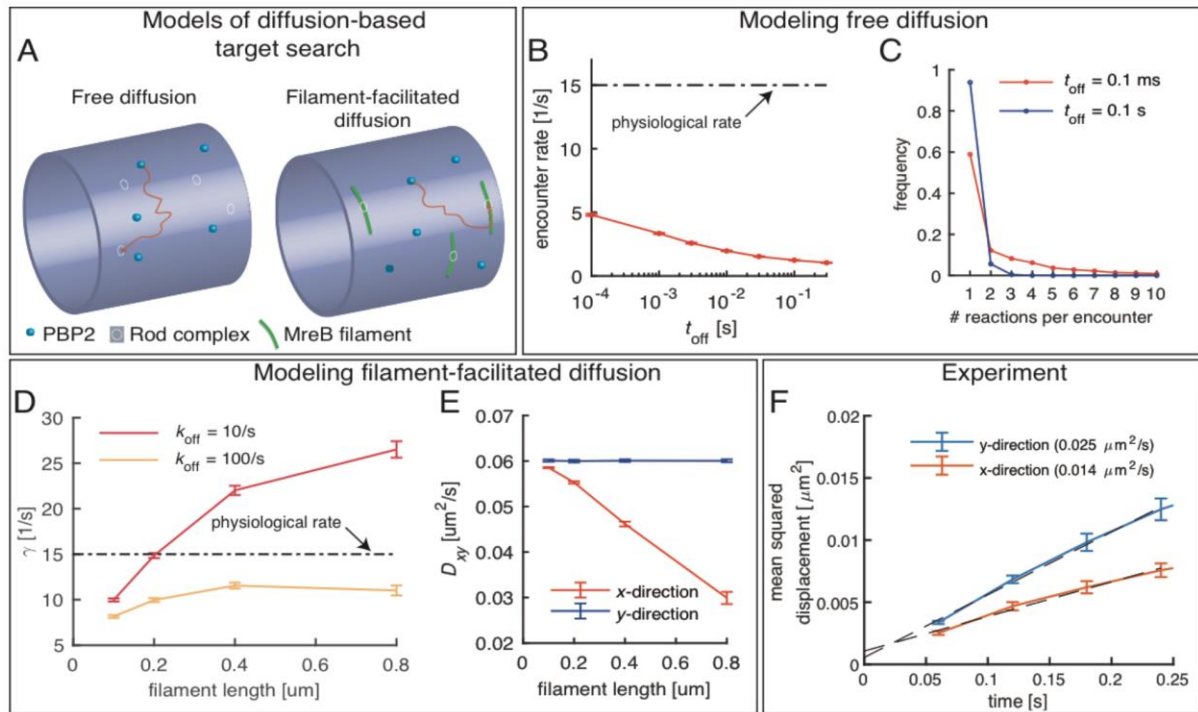 Models of diffusion-based
target search
A
Free diffusion
Filament-facilitated
diffusion
PBP2
Rod complex
MreB filament
Modeling free diffusion
B
encounter rate [1/s]
15
10
5
0
physiological rate
10⁻⁴
10⁻³
10⁻²
10⁻¹
t_off [s]
C
frequency
1
0.8
0.6
0.4
0.2
0
t_off = 0.1 ms
t_off = 0.1 s
1 2 3 4 5 6 7 8 9 10
# reactions per encounter
Modeling filament-facilitated diffusion
D
γ [1/s]
30
25
20
15
10
5
k_off = 10/s
k_off = 100/s
physiological rate
0 0.2 0.4 0.6 0.8
filament length [um]
E
D_xy [um²/s]
0.07
0.06
0.05
0.04
0.03
0.02
x-direction
y-direction
0 0.2 0.4 0.6 0.8
filament length [um]
Experiment
F
mean squared
displacement [μm²]
0.02
0.015
0.01
0.005
0
y-direction (0.025 μm²/s)
x-direction (0.014 μm²/s)
0 0.05 0.1 0.15 0.2 0.25
time [s]